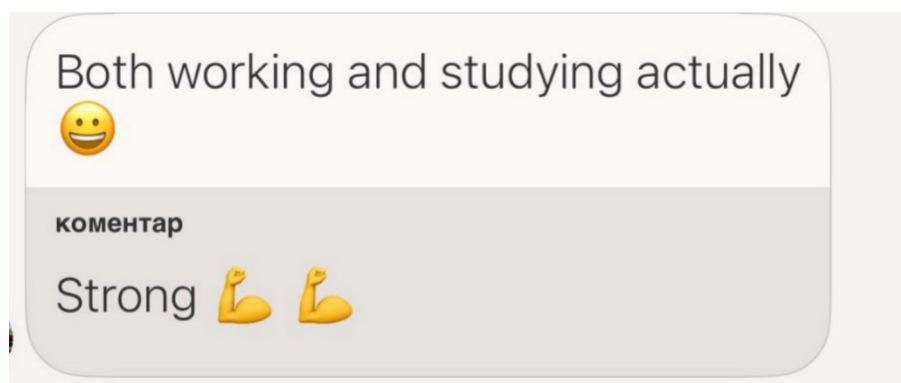 Both working and studying actually
😀
коментар
Strong 💪 💪